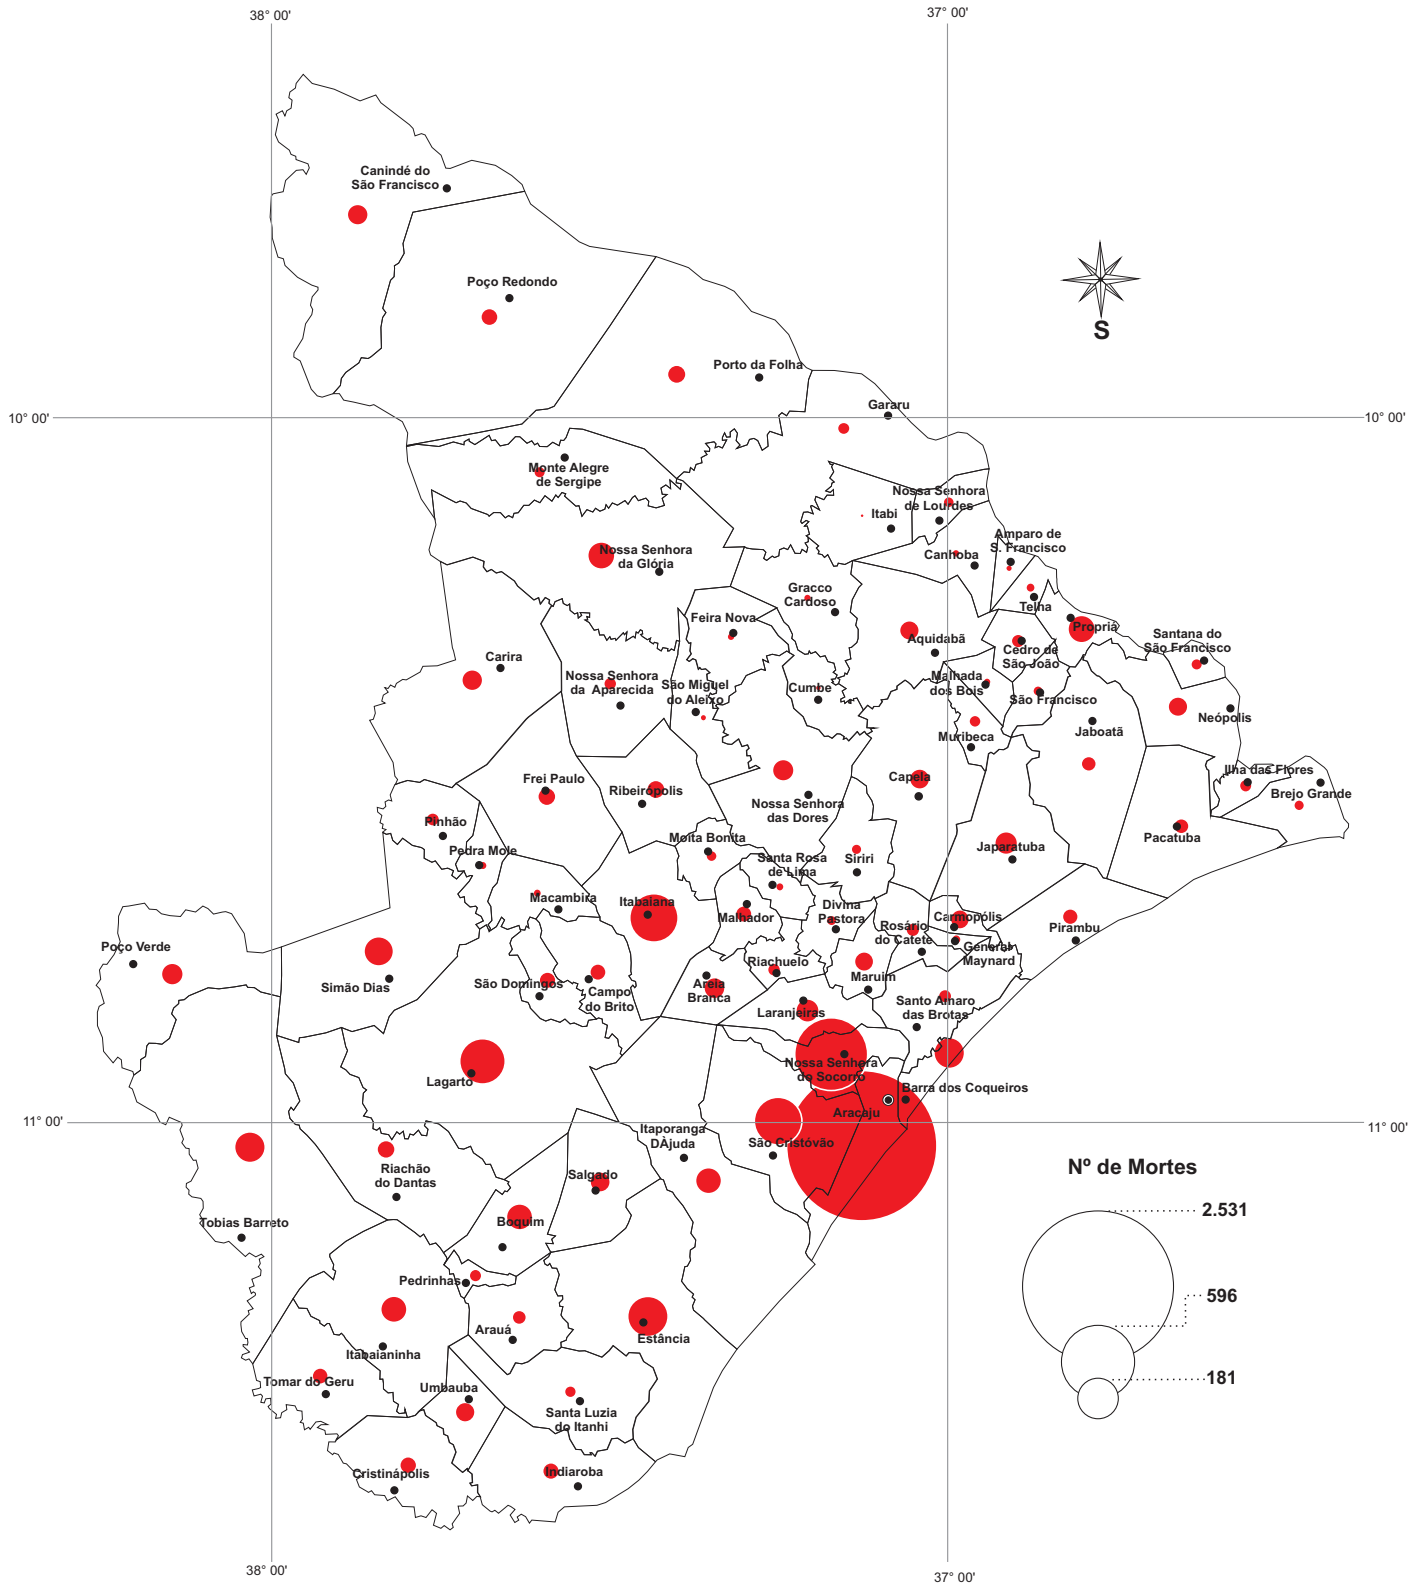 38° 00'
37° 00'
Canindé do
São Francisco
Poço Redondo
S
Porto da Folha
Gararu
10° 00'
10° 00'
Monte Alegre
de Sergipe
Nossa Senhora
de Lourdes
Itabi
Amparo de
S. Francisco
Canhoba
Nossa Senhora
da Glória
Gracco
Cardoso
Telha
Feira Nova
Propriá
Aquidabã
Santana do
São Francisco
Cedro de
São João
Carira
Nossa Senhora
da Aparecida
São Miguel
do Aleixo
Cumbe
Malhada
dos Bois
São Francisco
Neópolis
Jaboatã
Muribeca
Frei Paulo
Ribeirópolis
Capela
Ilha das Flores
Brejo Grande
Nossa Senhora
das Dores
Pinhão
Moita Bonita
Pacatuba
Pedra Mole
Santa Rosa
de Lima
Siriri
Japaratuba
Macambira
Itabaiana
Malhador
Divina
Pastora
Carmopólis
Rosário
do Catete
Pirambu
General
Maynard
Poço Verde
Simão Dias
São Domingos
Campo
do Brito
Riachuelo
Areia
Branca
Maruim
Laranjeiras
Santo Amaro
das Brotas
Nossa Senhora
do Socorro
Lagarto
Barra dos Coqueiros
Aracaju
11° 00'
11° 00'
Itaporanga
DÀjuda
São Cristóvão
Riachão
do Dantas
Salgado
Nº de Mortes
2.531
Tobias Barreto
Boquim
Pedrinhas
596
Arauá
Estância
Itabaianinha
181
Tomar do Geru
Umbauba
Santa Luzia
do Itanhi
Cristinápolis
Indiaroba
38° 00'
37° 00'